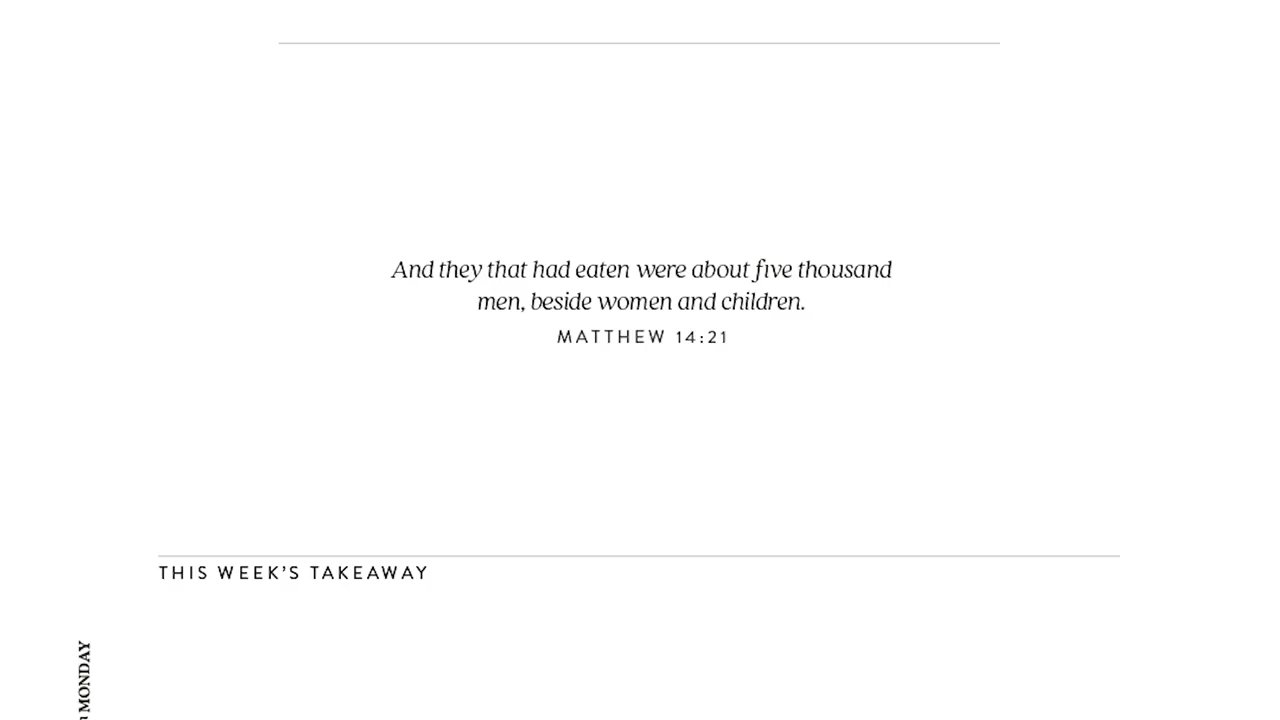 And they that had eaten were about five thousand
men, beside women and children.
MATTHEW 14:21
THIS WEEK'S TAKEAWAY
MONDAY